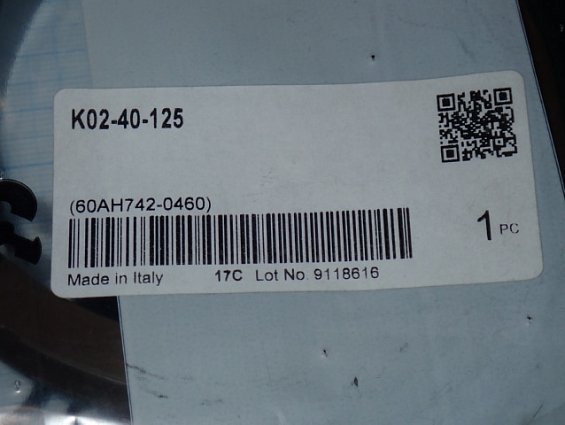 K02-40-125
(60AH742-0460)
1 PC
Made in Italy 17C Lot No. 9118616